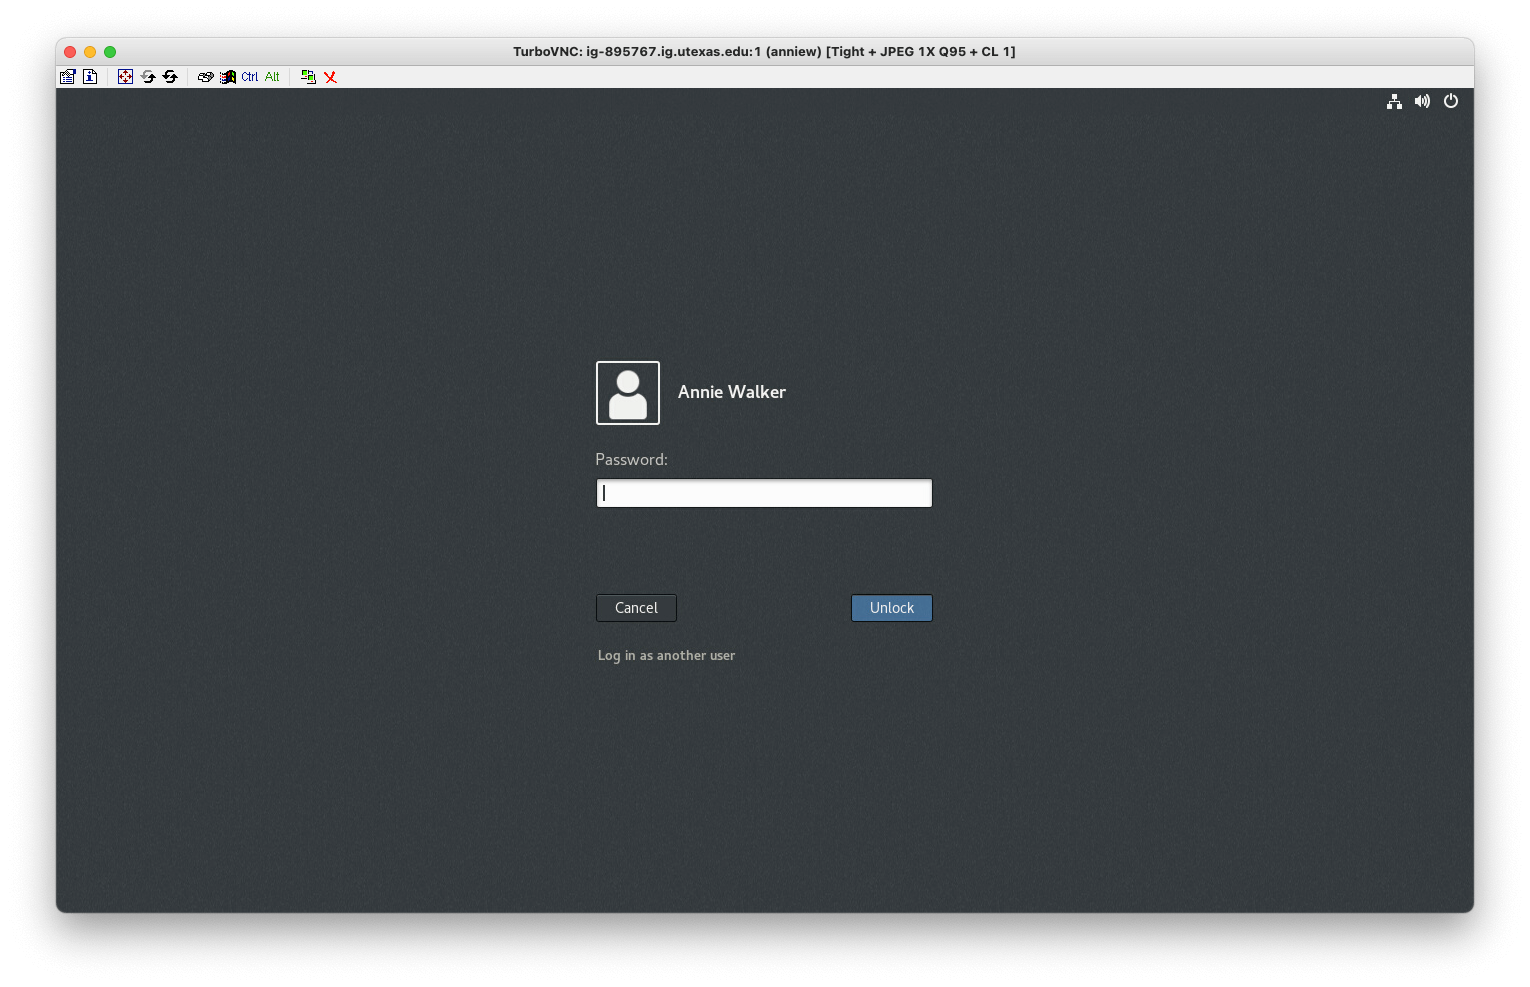 TurboVNC: ig-895767.ig.utexas.edu:1 (anniew) [Tight + JPEG 1X Q95 + CL 1]
Ctrl Alt
Annie Walker
Password:
Cancel Unlock
Log in as another user